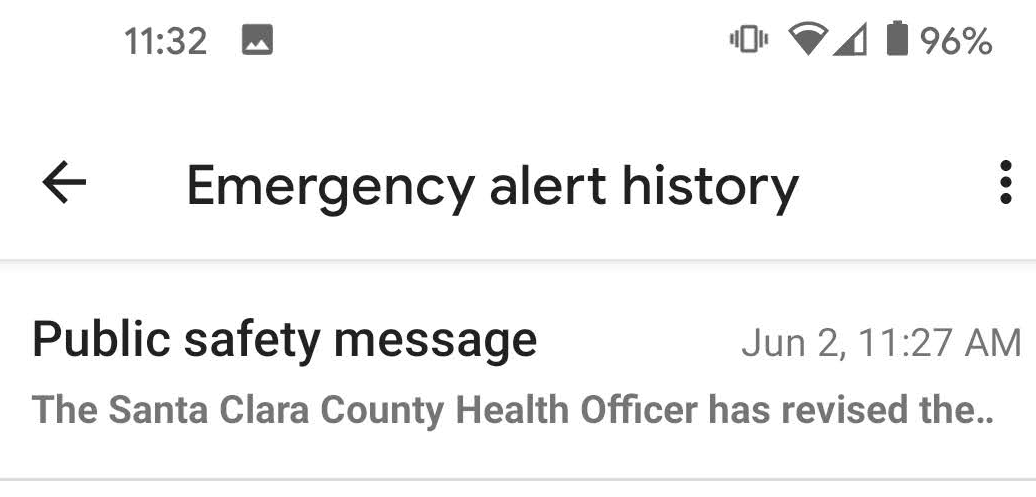 11:32 96%
Emergency alert history
Public safety message Jun 2, 11:27 AM
The Santa Clara County Health Officer has revised the..